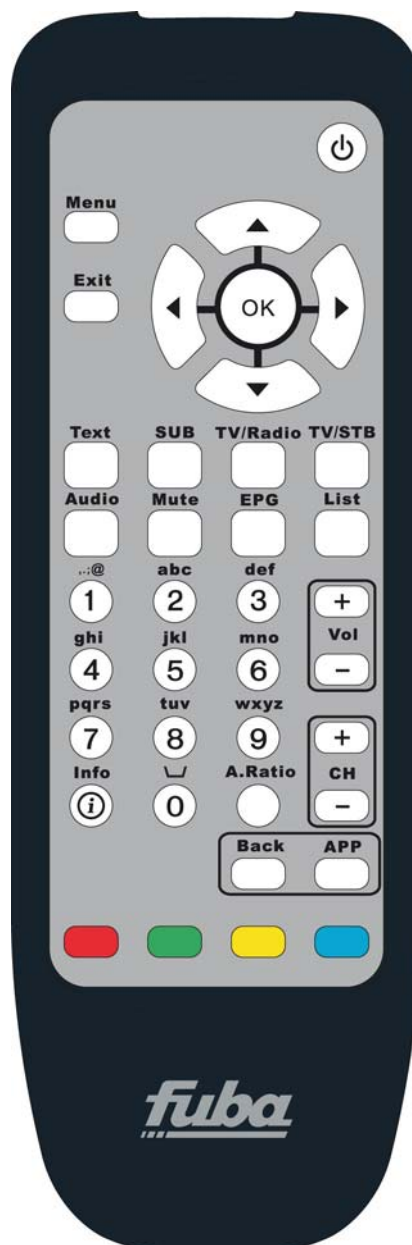 Menu
Exit
OK
Text SUB TV/Radio TV/STB
Audio Mute EPG List
,.;@ abc def
1 2 3 +
Vol
ghi jkl mno
4 5 6 −
pqrs tuv wxyz
7 8 9 +
Info A.Ratio CH
i 0 −
Back APP
fuba